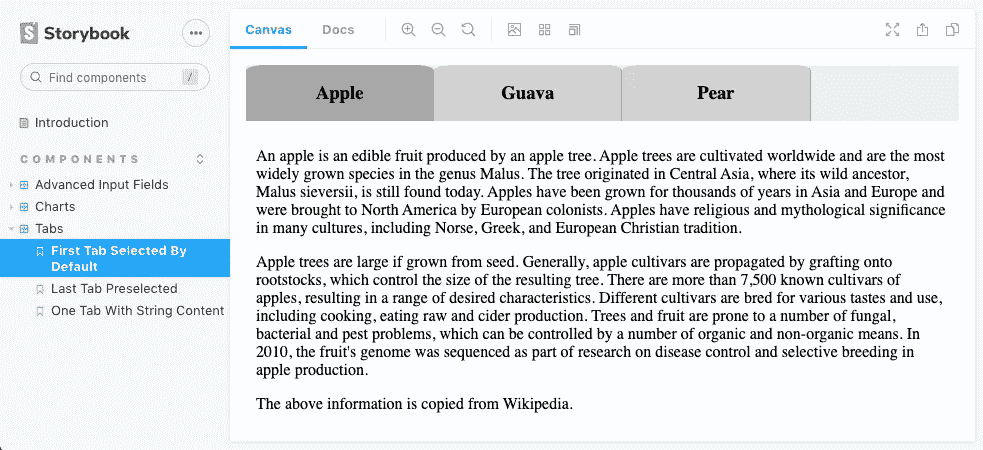 Storybook
Find components
/
Introduction
COMPONENTS
Advanced Input Fields
Charts
Tabs
First Tab Selected By
Default
Last Tab Preselected
One Tab With String Content
Canvas
Docs
Apple
Guava
Pear
An apple is an edible fruit produced by an apple tree. Apple trees are cultivated worldwide and are the most
widely grown species in the genus Malus. The tree originated in Central Asia, where its wild ancestor,
Malus sieversii, is still found today. Apples have been grown for thousands of years in Asia and Europe and
were brought to North America by European colonists. Apples have religious and mythological significance
in many cultures, including Norse, Greek, and European Christian tradition.
Apple trees are large if grown from seed. Generally, apple cultivars are propagated by grafting onto
rootstocks, which control the size of the resulting tree. There are more than 7,500 known cultivars of
apples, resulting in a range of desired characteristics. Different cultivars are bred for various tastes and use,
including cooking, eating raw and cider production. Trees and fruit are prone to a number of fungal,
bacterial and pest problems, which can be controlled by a number of organic and non-organic means. In
2010, the fruit's genome was sequenced as part of research on disease control and selective breeding in
apple production.
The above information is copied from Wikipedia.